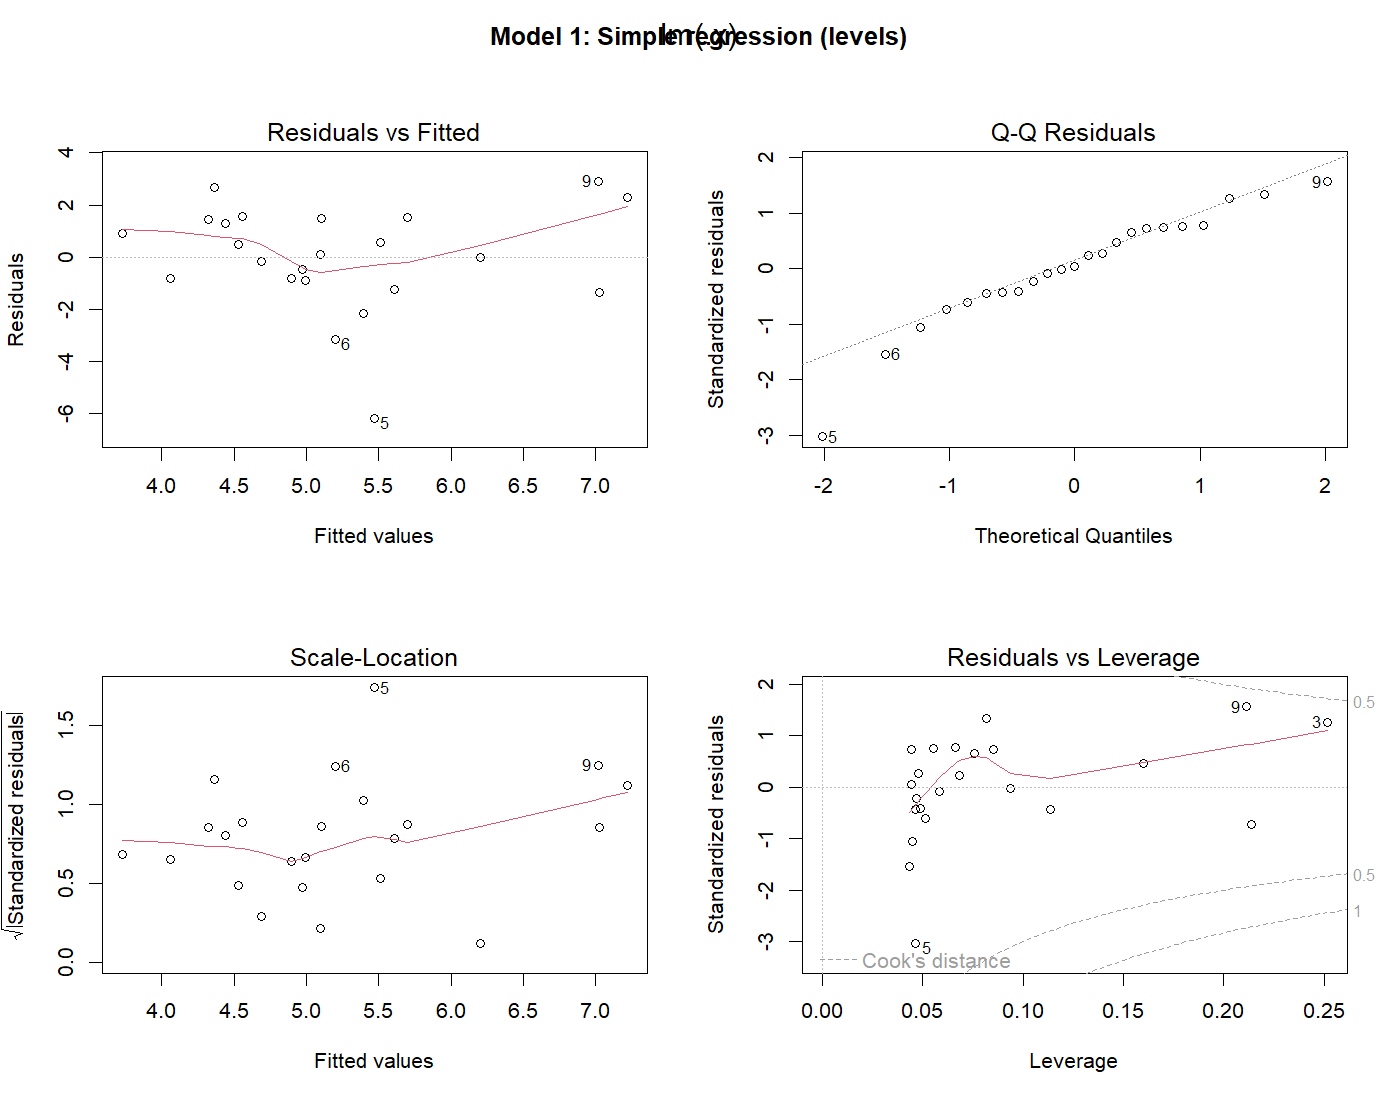 Model 1: Simple regression (levels)
lm(.x)
Residuals vs Fitted
Residuals
4
2
0
-2
-4
-6
9
6
5
4.0 4.5 5.0 5.5 6.0 6.5 7.0
Fitted values
Q-Q Residuals
Standardized residuals
2
1
0
-1
-2
-3
9
6
5
-2 -1 0 1 2
Theoretical Quantiles
Scale-Location
√|Standardized residuals|
1.5
1.0
0.5
0.0
5
6
9
4.0 4.5 5.0 5.5 6.0 6.5 7.0
Fitted values
Residuals vs Leverage
Standardized residuals
2
1
0
-1
-2
-3
0.5
9
3
0.5
1
5
Cook's distance
0.00 0.05 0.10 0.15 0.20 0.25
Leverage